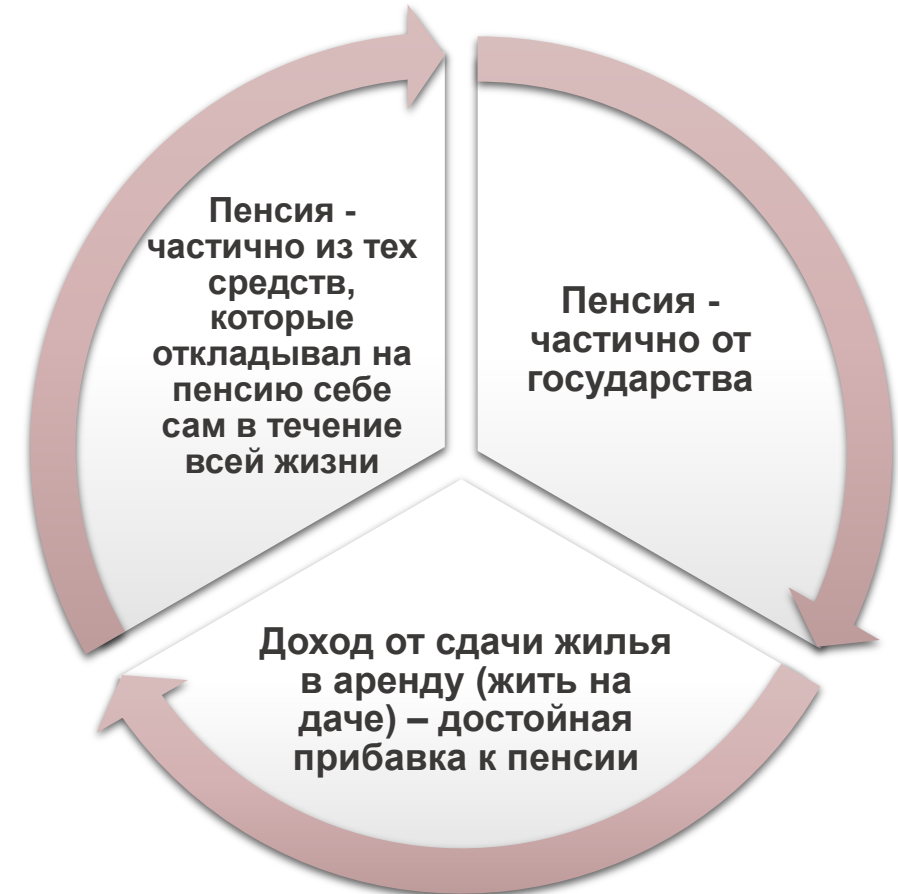 Пенсия -
частично из тех
средств,
которые
откладывал на
пенсию себе
сам в течение
всей жизни
Пенсия -
частично от
государства
Доход от сдачи жилья
в аренду (жить на
даче) – достойная
прибавка к пенсии